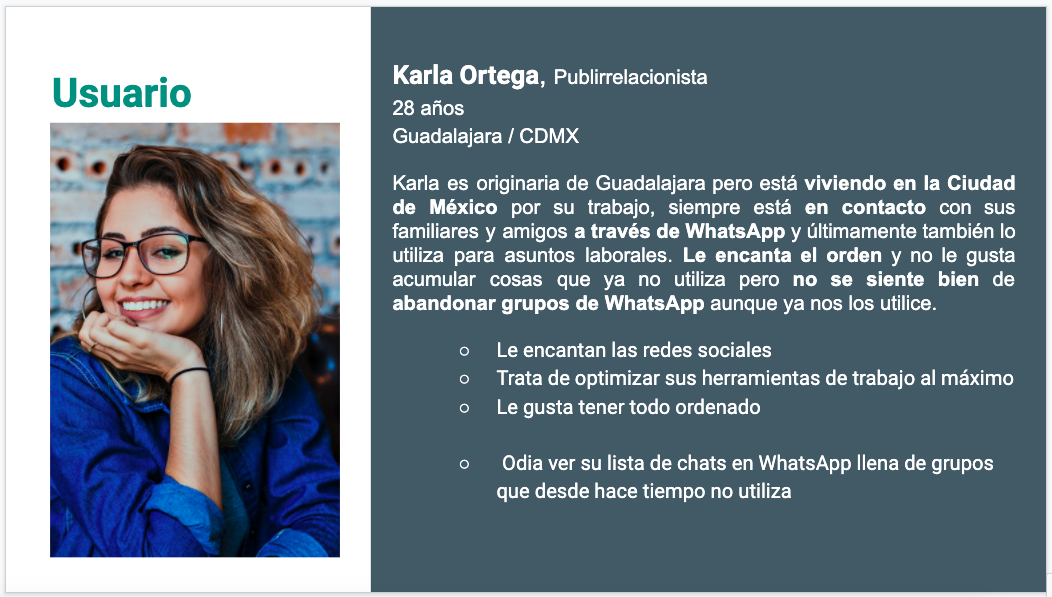 Usuario
Karla Ortega, Publirrelacionista
28 años
Guadalajara / CDMX
Karla es originaria de Guadalajara pero está viviendo en la Ciudad
de México por su trabajo, siempre está en contacto con sus
familiares y amigos a través de WhatsApp y últimamente también lo
utiliza para asuntos laborales. Le encanta el orden y no le gusta
acumular cosas que ya no utiliza pero no se siente bien de
abandonar grupos de WhatsApp aunque ya nos los utilice.
○ Le encantan las redes sociales
○ Trata de optimizar sus herramientas de trabajo al máximo
○ Le gusta tener todo ordenado
○ Odia ver su lista de chats en WhatsApp llena de grupos
que desde hace tiempo no utiliza